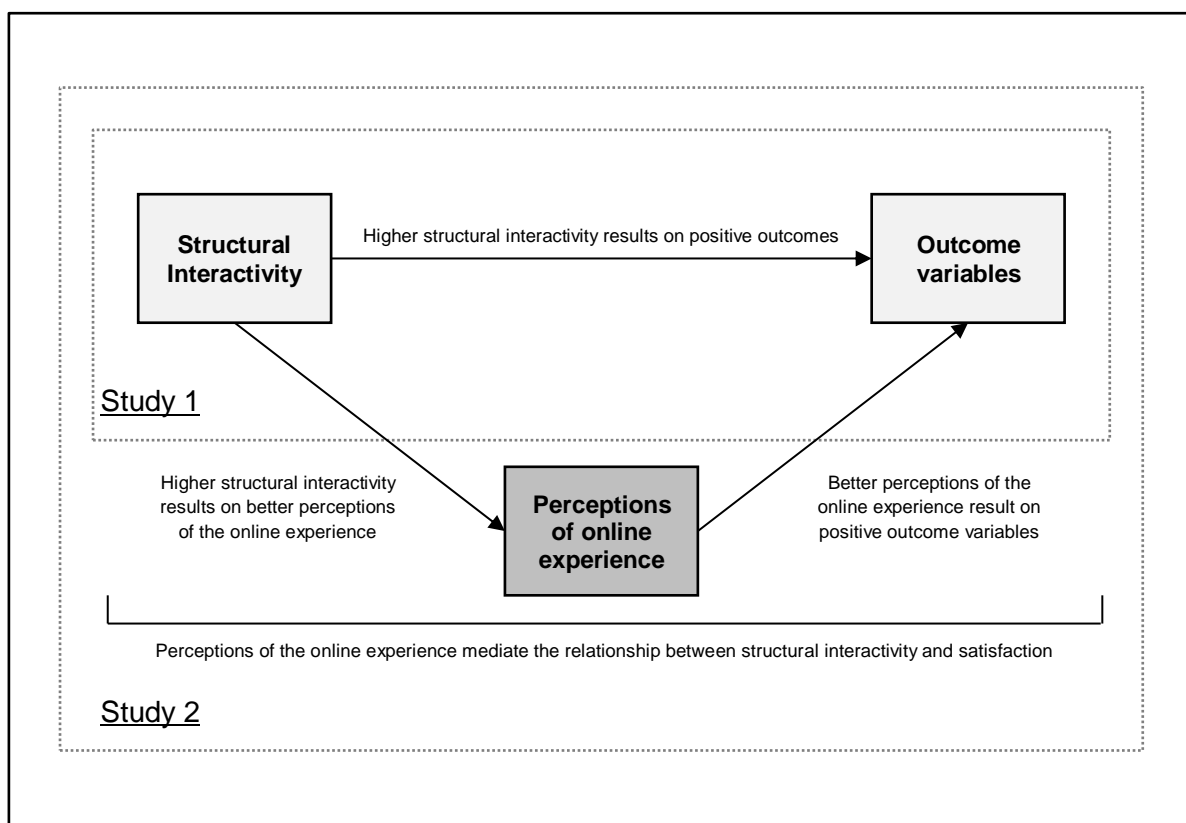 Structural
Interactivity
Higher structural interactivity results on positive outcomes
Outcome
variables
Study 1
Higher structural interactivity
results on better perceptions
of the online experience
Perceptions
of online
experience
Better perceptions of the
online experience result on
positive outcome variables
Perceptions of the online experience mediate the relationship between structural interactivity and satisfaction
Study 2